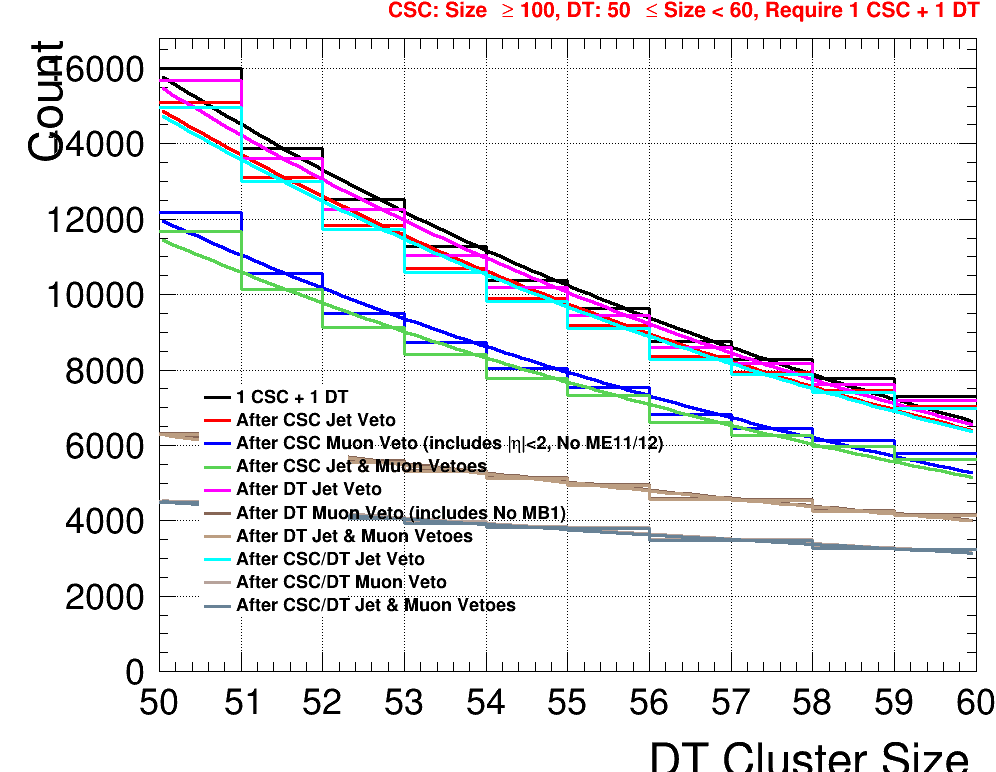 CSC: Size ≥ 100, DT: 50 ≤ Size < 60, Require 1 CSC + 1 DT
Count
16000
14000
12000
10000
8000
6000
4000
2000
0
1 CSC + 1 DT
After CSC Jet Veto
After CSC Muon Veto (includes |η|<2, No ME11/12)
After CSC Jet & Muon Vetoes
After DT Jet Veto
After DT Muon Veto (includes No MB1)
After DT Jet & Muon Vetoes
After CSC/DT Jet Veto
After CSC/DT Muon Veto
After CSC/DT Jet & Muon Vetoes
50 51 52 53 54 55 56 57 58 59 60
DT Cluster Size